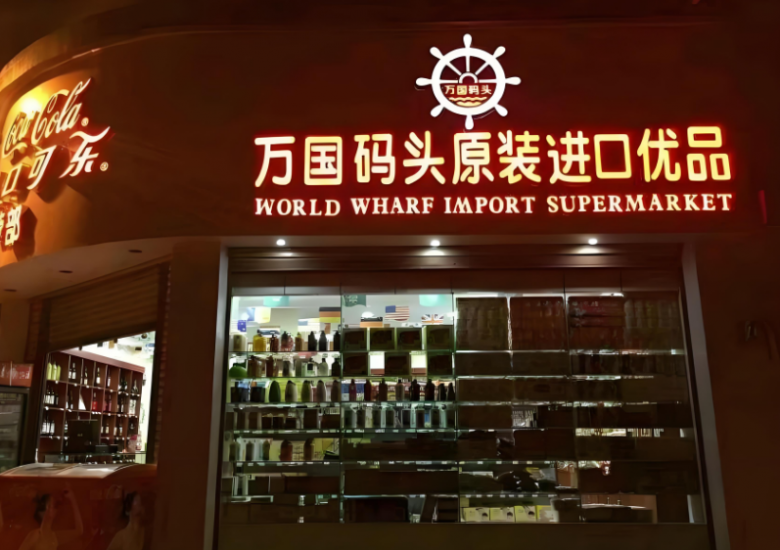 Coca-Cola®
口可乐®
部
万国码头
万国码头原装进口优品
WORLD WHARF IMPORT SUPERMARKET